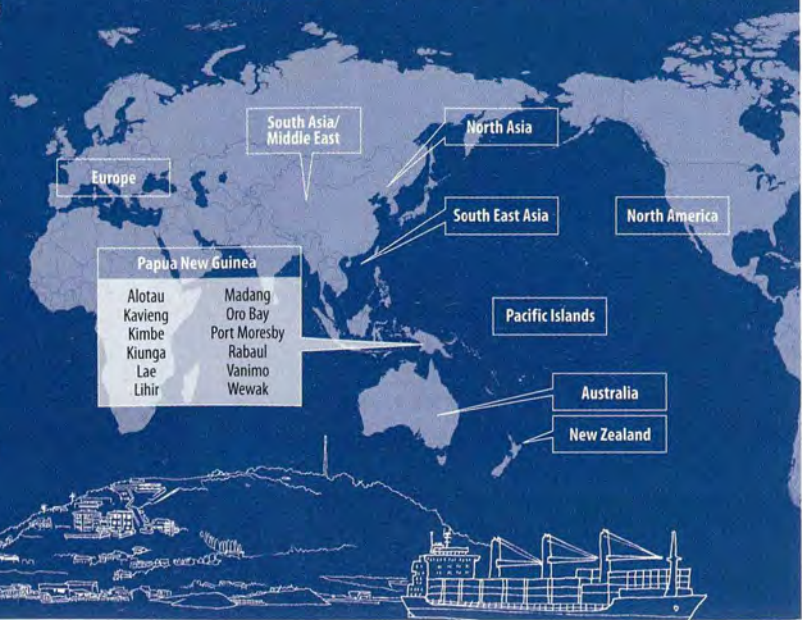 South Asia/
Middle East
North Asia
Europe
South East Asia
North America
Papua New Guinea
Alotau
Kavieng
Kimbe
Kiunga
Lae
Lihir
Madang
Oro Bay
Port Moresby
Rabaul
Vanimo
Wewak
Pacific Islands
Australia
New Zealand